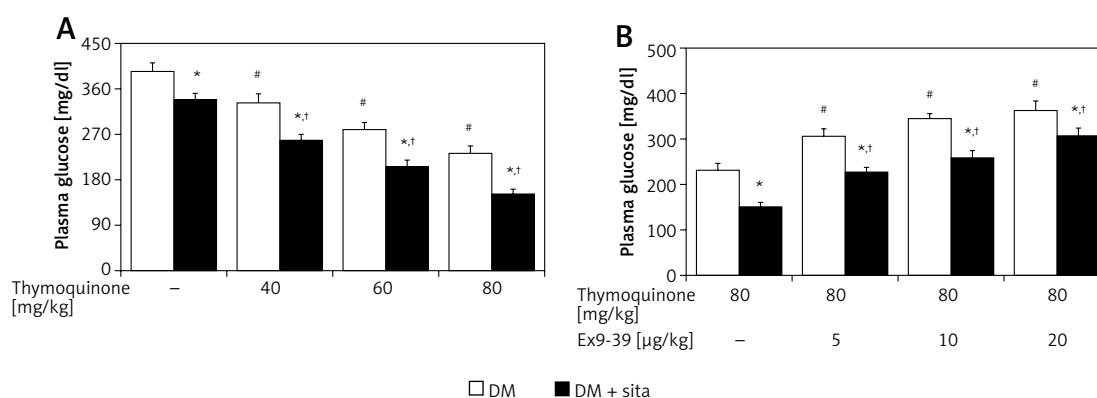 A
Plasma glucose [mg/dl]
450
360
270
180
90
0
* # *,† # *,† # *,†
Thymoquinone – 40 60 80
[mg/kg]
B
Plasma glucose [mg/dl]
500
400
300
200
100
0
* # *,† # *,† # *,†
Thymoquinone 80 80 80 80
[mg/kg]
Ex9-39 [µg/kg] – 5 10 20
DM DM + sita